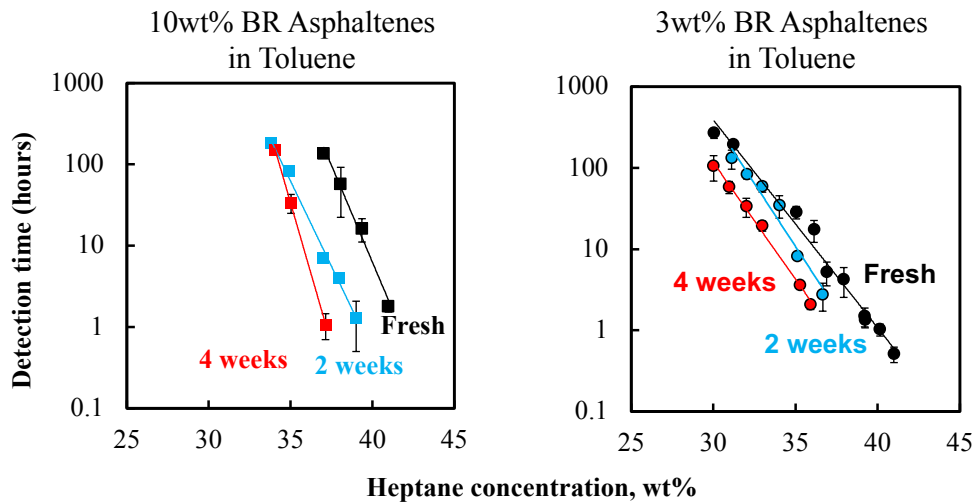 10wt% BR Asphaltenes
in Toluene
3wt% BR Asphaltenes
in Toluene
Detection time (hours)
1000
100
10
1
0.1
25
30
35
40
45
4 weeks
2 weeks
Fresh
1000
100
10
1
0.1
25
30
35
40
45
4 weeks
Fresh
2 weeks
Heptane concentration, wt%